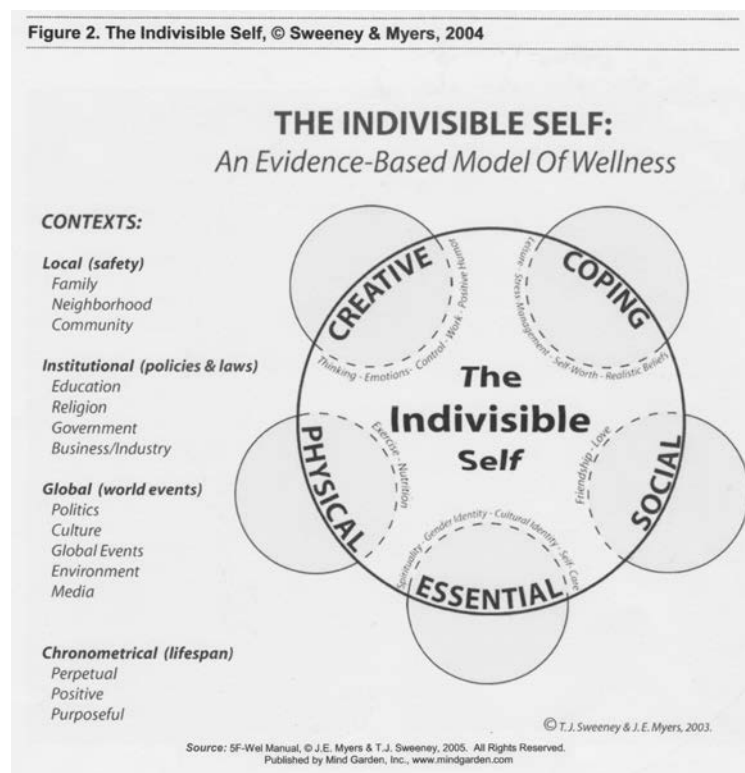 Figure 2. The Indivisible Self, © Sweeney & Myers, 2004
THE INDIVISIBLE SELF:
An Evidence-Based Model Of Wellness
CONTEXTS:
Local (safety)
Family
Neighborhood
Community
Institutional (policies & laws)
Education
Religion
Government
Business/Industry
Global (world events)
Politics
Culture
Global Events
Environment
Media
Chronometrical (lifespan)
Perpetual
Positive
Purposeful
CREATIVE
Thinking - Emotions - Control - Work - Positive Humor
COPING
Leisure - Stress Management - Self-Worth - Realistic Beliefs
The
Indivisible
Self
PHYSICAL
Exercise - Nutrition
SOCIAL
Friendship - Love
ESSENTIAL
Spirituality - Gender Identity - Cultural Identity - Self-Care
© T.J. Sweeney & J.E. Myers, 2003.
Source: 5F-Wel Manual, © J.E. Myers & T.J. Sweeney, 2005. All Rights Reserved.
Published by Mind Garden, Inc., www.mindgarden.com